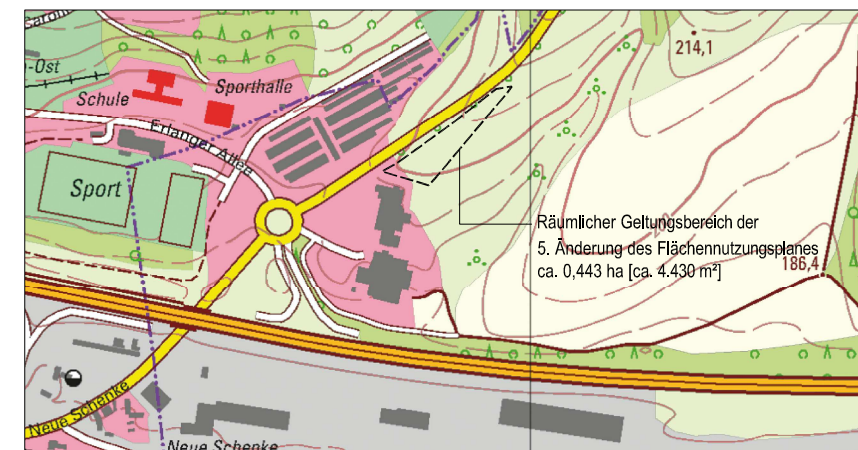 -Ost
Schule
Sporthalle
214,1
Erlanger Allee
Sport
Räumlicher Geltungsbereich der
5. Änderung des Flächennutzungsplanes
ca. 0,443 ha [ca. 4.430 m²]
186,4
Neue Schenke
Neue Schenke